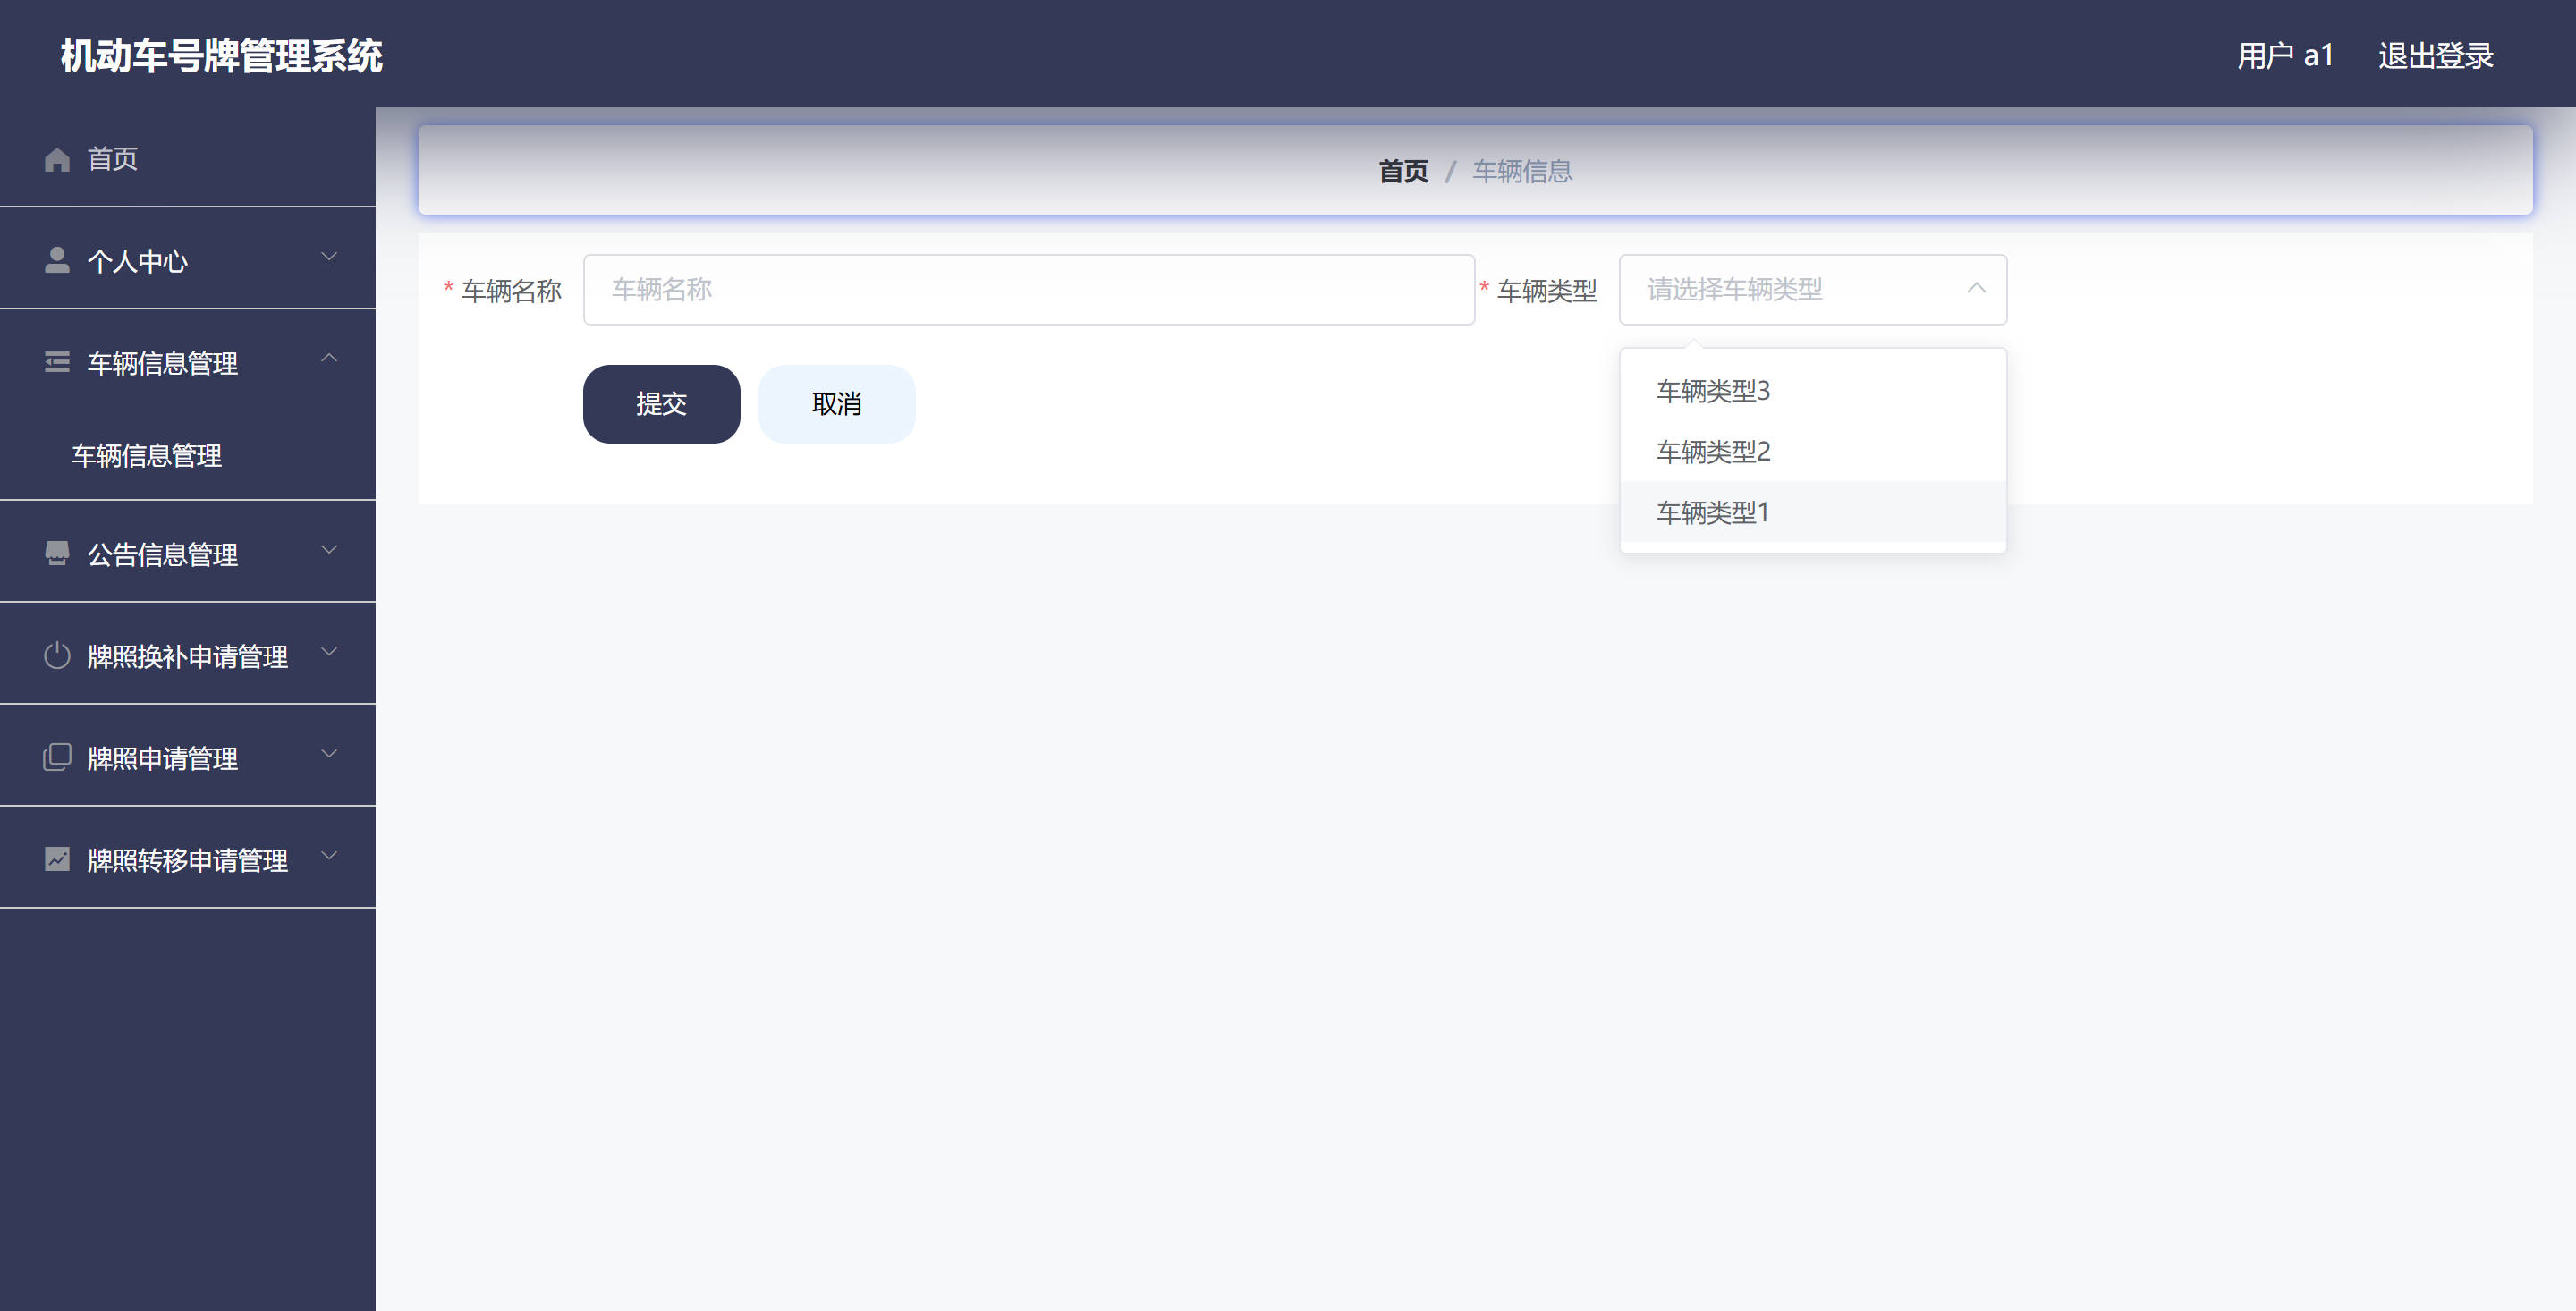 机动车号牌管理系统
用户 a1 退出登录
首页
个人中心
车辆信息管理
车辆信息管理
公告信息管理
牌照换补申请管理
牌照申请管理
牌照转移申请管理
首页 / 车辆信息
* 车辆名称 车辆名称 * 车辆类型 请选择车辆类型
提交 取消
车辆类型3
车辆类型2
车辆类型1